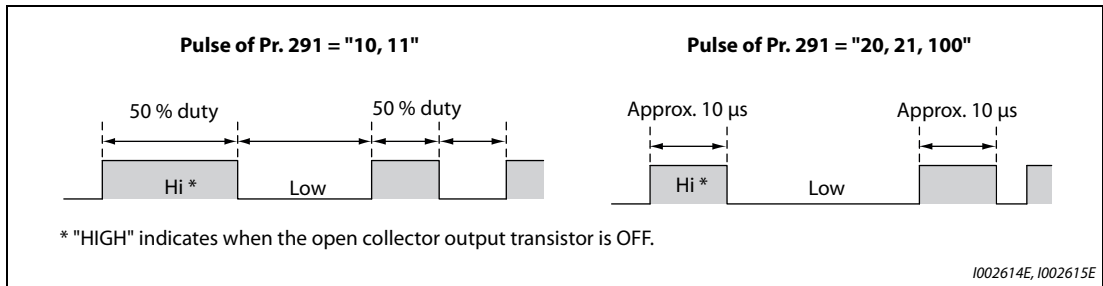 Pulse of Pr. 291 = "10, 11"
Pulse of Pr. 291 = "20, 21, 100"
50 % duty
50 % duty
Approx. 10 μs
Approx. 10 μs
Hi *
Low
Hi *
Low
* "HIGH" indicates when the open collector output transistor is OFF.
I002614E, I002615E